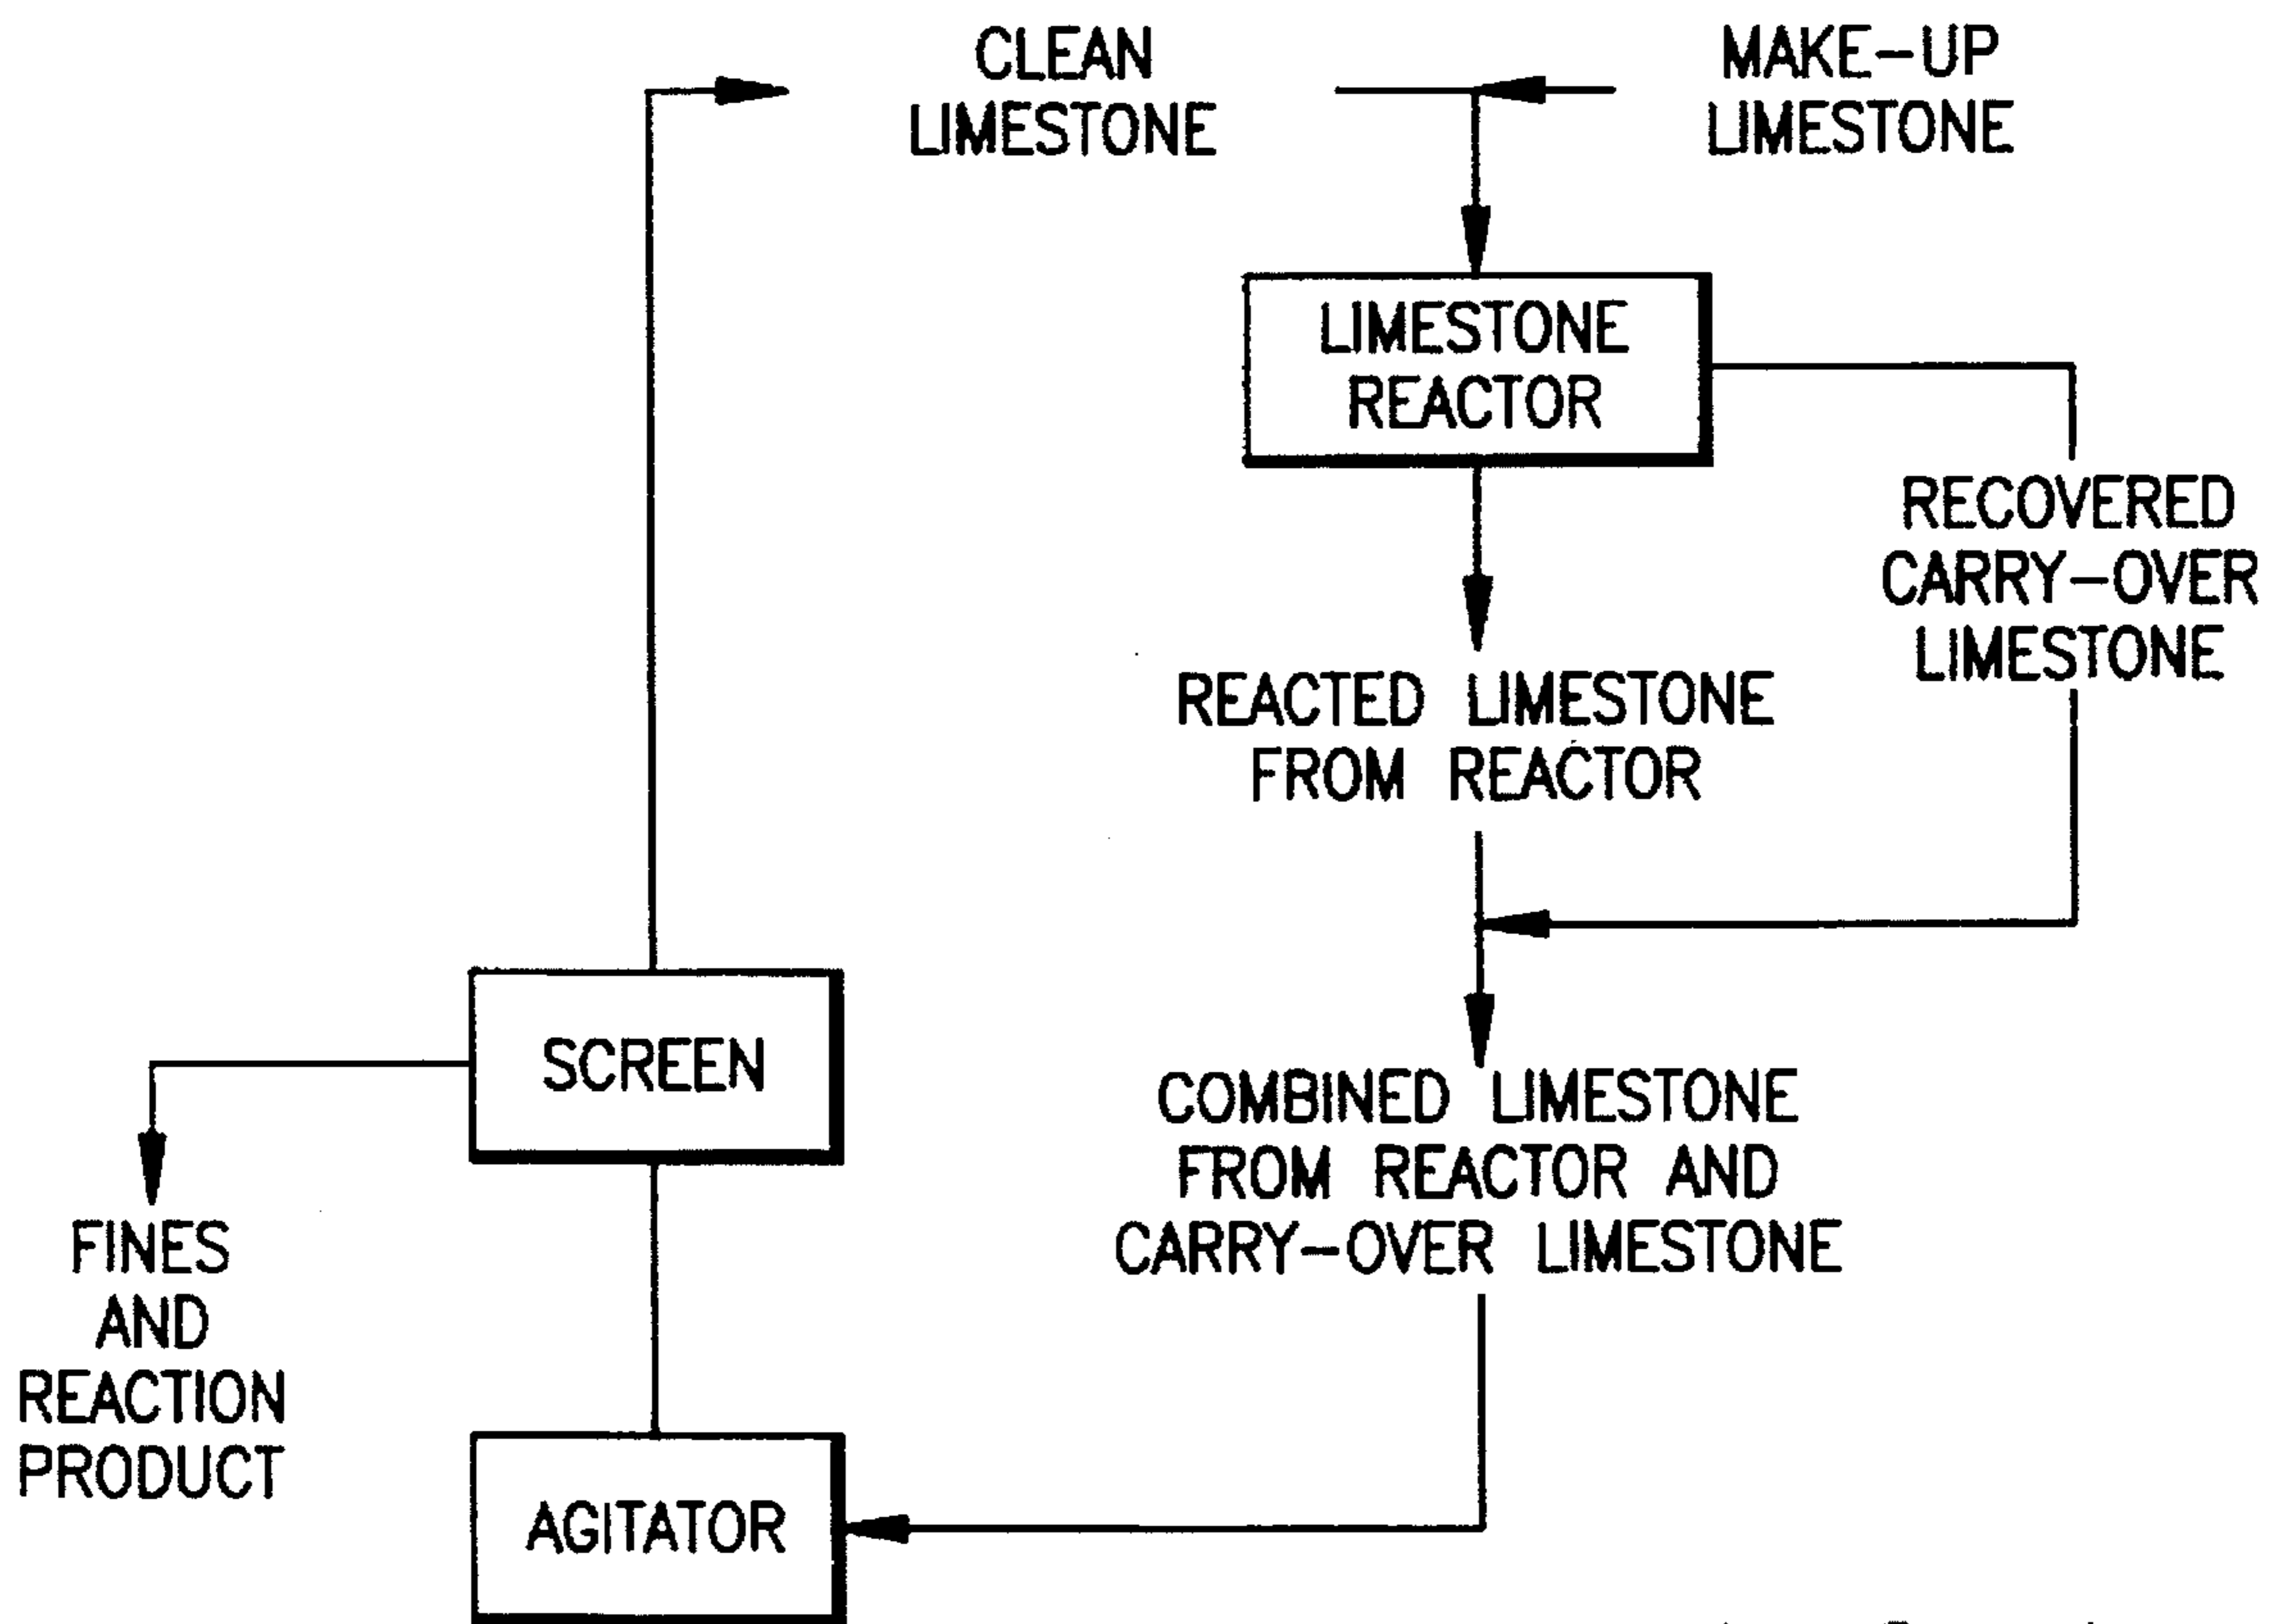 CLEAN
LIMESTONE
MAKE-UP
LIMESTONE
LIMESTONE
REACTOR
RECOVERED
CARRY-OVER
LIMESTONE
REACTED LIMESTONE
FROM REACTOR
SCREEN
COMBINED LIMESTONE
FROM REACTOR AND
CARRY-OVER LIMESTONE
FINES
AND
REACTION
PRODUCT
AGITATOR